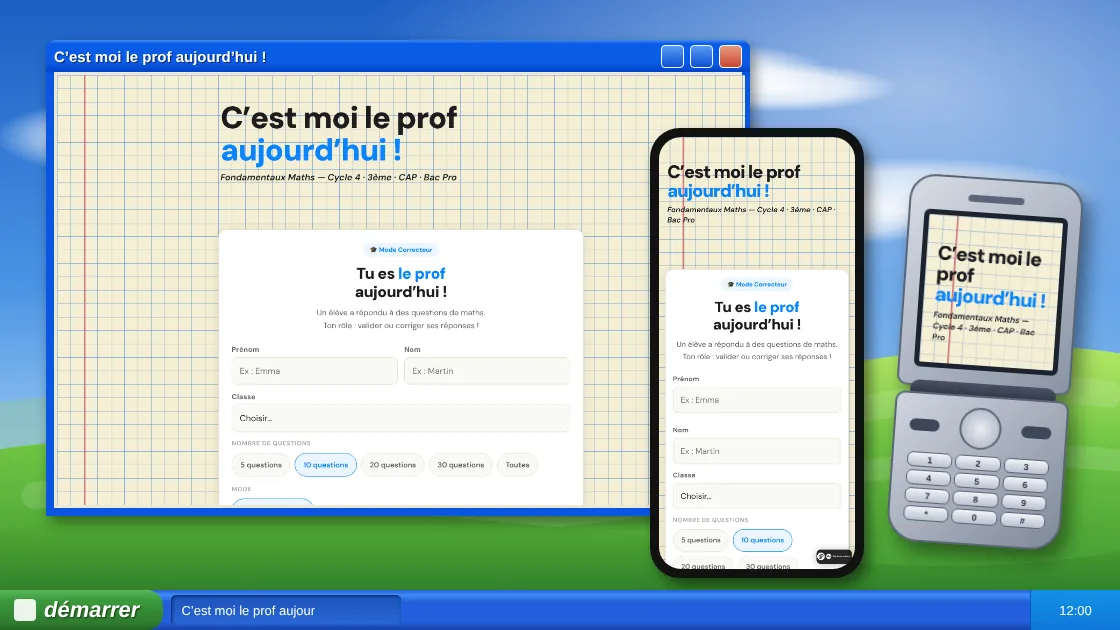 C’est moi le prof aujourd’hui !
C’est moi le prof
aujourd’hui !
Fondamentaux Maths — Cycle 4 · 3ème · CAP · Bac Pro
🎓 Mode Correcteur
Tu es le prof
aujourd’hui !
Un élève a répondu à des questions de maths.
Ton rôle : valider ou corriger ses réponses !
Prénom
Nom
Ex : Emma
Ex : Martin
Classe
Choisir…
NOMBRE DE QUESTIONS
5 questions
10 questions
20 questions
30 questions
Toutes
MODE
C’est moi le prof
aujourd’hui !
Fondamentaux Maths — Cycle 4 · 3ème · CAP ·
Bac Pro
🎓 Mode Correcteur
Tu es le prof
aujourd’hui !
Un élève a répondu à des questions de maths.
Ton rôle : valider ou corriger ses réponses !
Prénom
Ex : Emma
Nom
Ex : Martin
Classe
Choisir…
NOMBRE DE QUESTIONS
5 questions
10 questions
20 questions
30 questions
C’est moi le
prof
aujourd’hui !
Fondamentaux Maths —
Cycle 4 · 3ème · CAP · Bac
Pro
1 2 3
4 5 6
7 8 9
* 0 #
démarrer
C’est moi le prof aujour
12:00